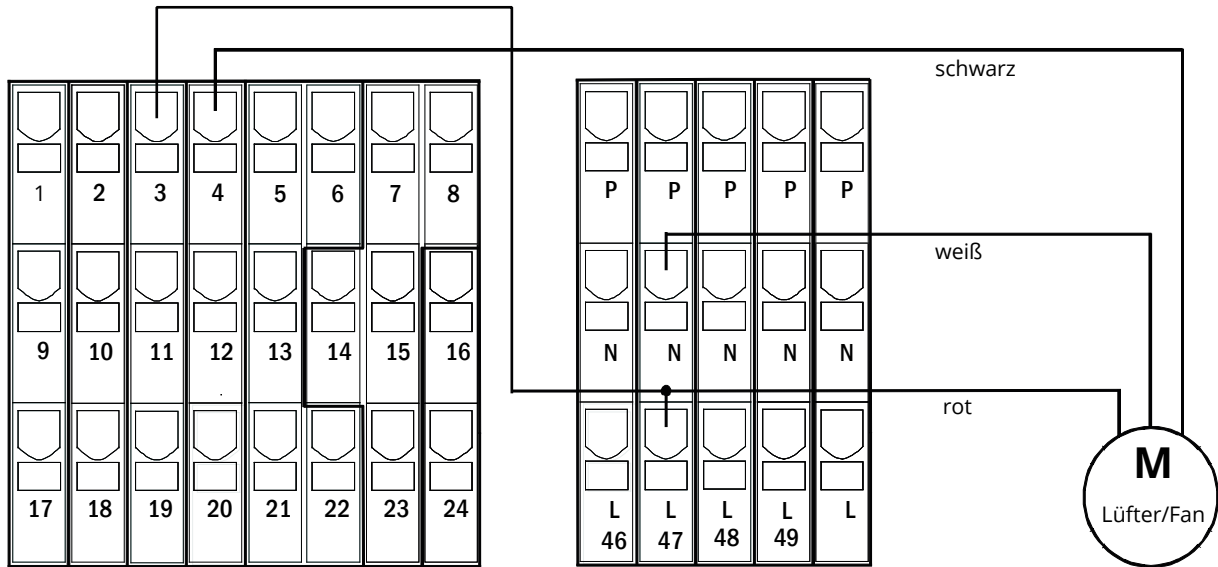 schwarz
1 2 3 4 5 6 7 8
P P P P P
weiß
9 10 11 12 13 14 15 16
N N N N N
rot
17 18 19 20 21 22 23 24
L L L L L
46 47 48 49
M
Lüfter/Fan